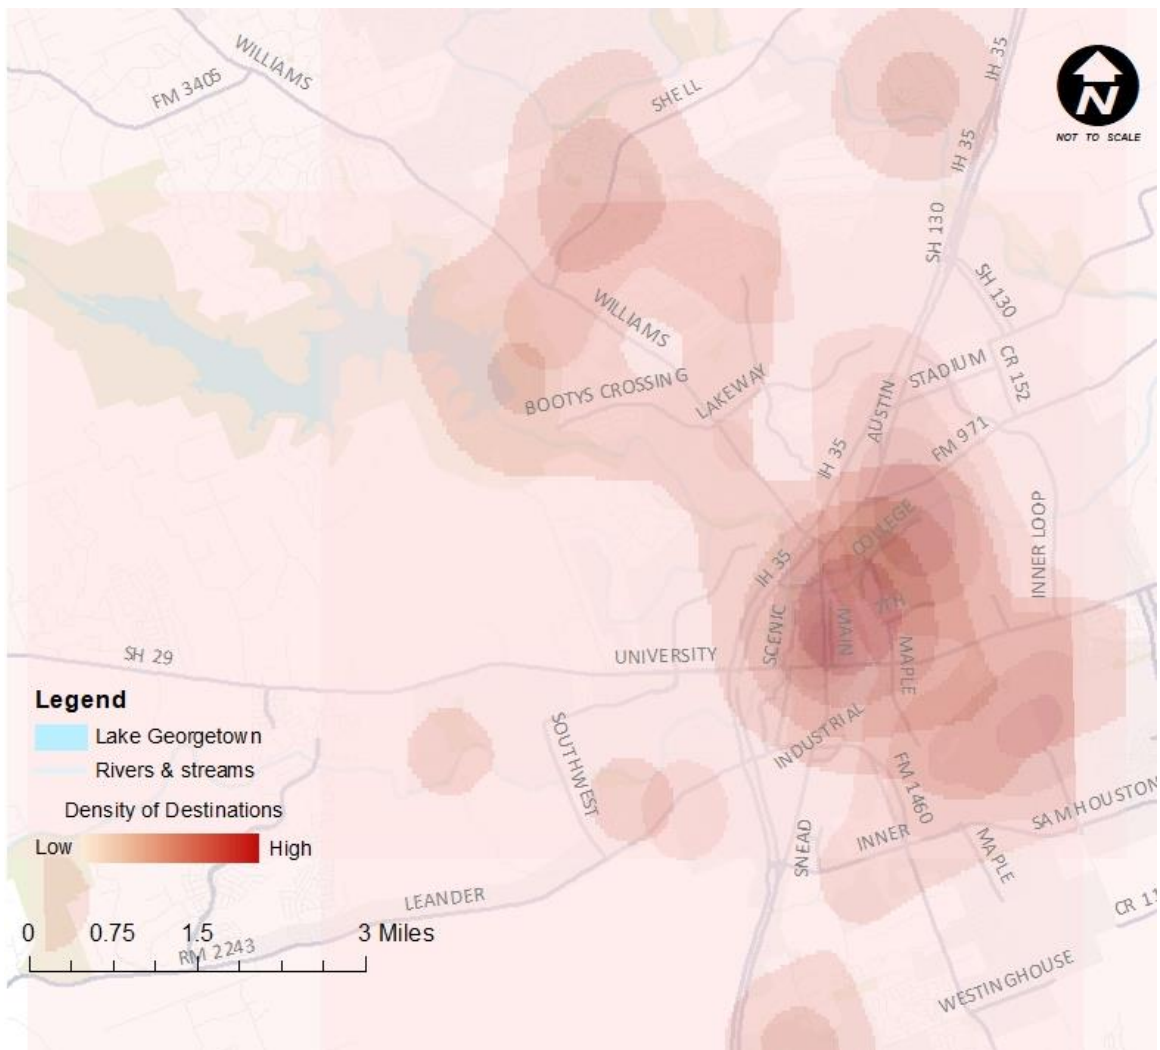 WILLIAMS
FM 3405
SHELL
IH 35
N
NOT TO SCALE
IH 35
SH 130
SH 130
WILLIAMS
STADIUM
CR 152
BOOTYS CROSSING
LAKEWAY
AUSTIN
FM 971
IH 35
COLLEGE
INNER LOOP
IH 35
7TH
SCENIC
MAIN
MAPLE
SH 29
UNIVERSITY
Legend
Lake Georgetown
Rivers & streams
Density of Destinations
Low
High
SOUTHWEST
INDUSTRIAL
FM 1460
SAM HOUSTON
SNEAD
INNER
MAPLE
LEANDER
CR 11
0 0.75 1.5 3 Miles
RM 2243
WESTINGHOUSE